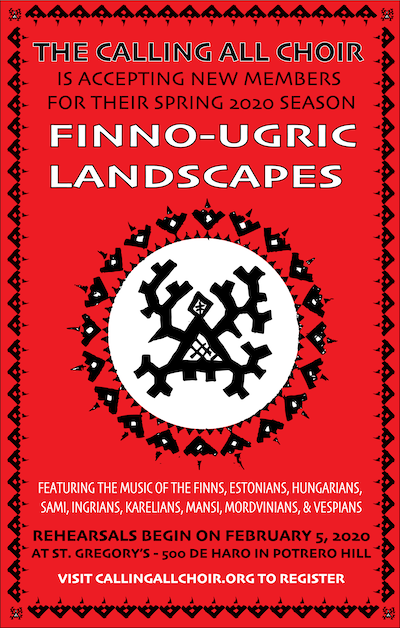 THE CALLING ALL CHOIR
IS ACCEPTING NEW MEMBERS
FOR THEIR SPRING 2020 SEASON
FINNO-UGRIC
LANDSCAPES
FEATURING THE MUSIC OF THE FINNS, ESTONIANS, HUNGARIANS,
SAMI, INGRIANS, KARELIANS, MANSI, MORDVINIANS, & VESPIANS
REHEARSALS BEGIN ON FEBRUARY 5, 2020
AT ST. GREGORY'S - 500 DE HARO IN POTRERO HILL
VISIT CALLINGALLCHOIR.ORG TO REGISTER